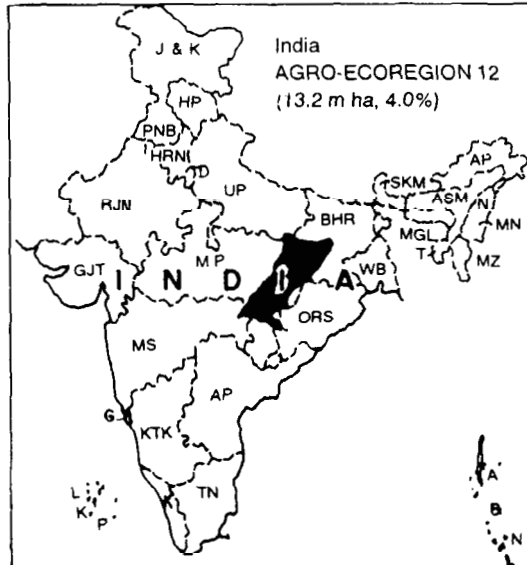 India
AGRO-ECOREGION 12
(13.2 m ha, 4.0%)
J & K
HP
PNB
HRN
D
UP
RJN
SKM
AP
ASM
N
BHR
MGL
MN
T
MZ
GJT
MP
WB
I N D I A
ORS
MS
AP
G
KTK
TN
K
L
K
P
A
&
N